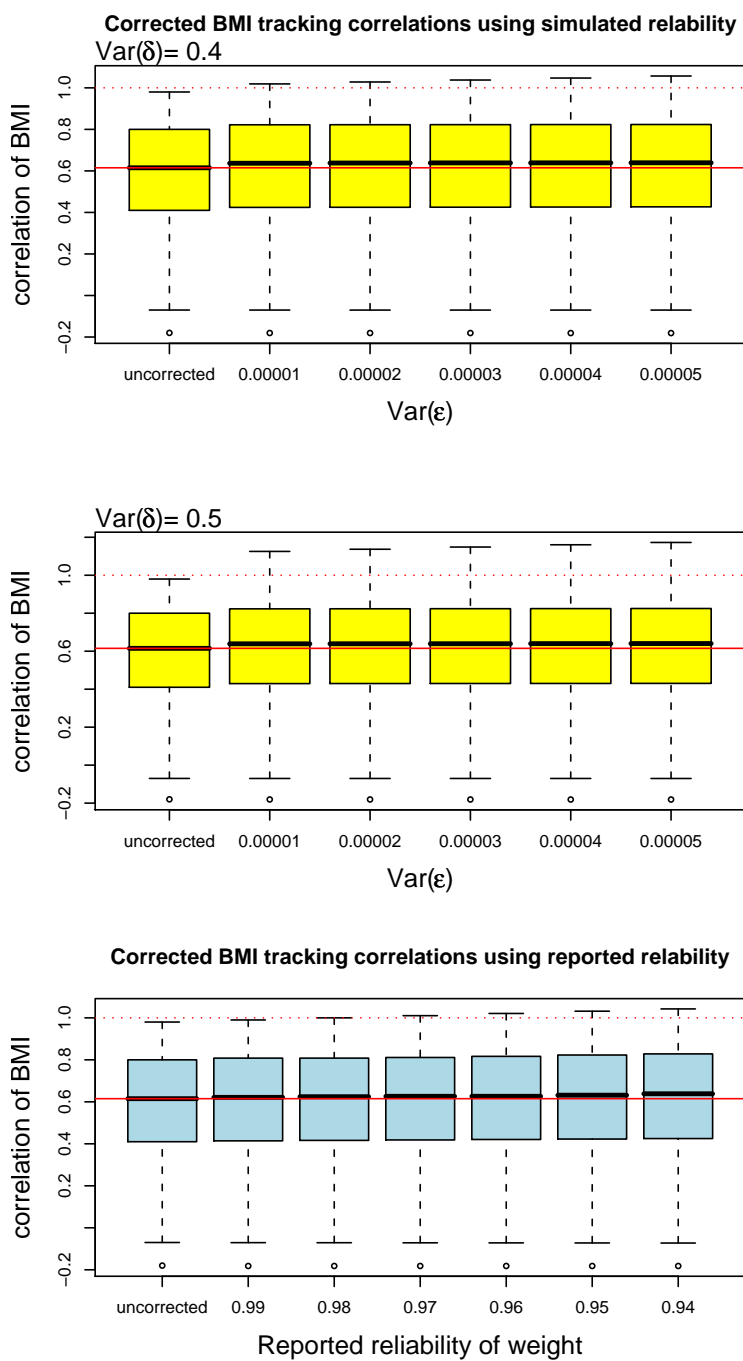 Corrected BMI tracking correlations using simulated relability
Var(δ)= 0.4
correlation of BMI
1.0
0.8
0.6
0.4
0.2
−0.2
uncorrected 0.00001 0.00002 0.00003 0.00004 0.00005
Var(ε)
Var(δ)= 0.5
correlation of BMI
1.0
0.6
0.2
−0.2
uncorrected 0.00001 0.00002 0.00003 0.00004 0.00005
Var(ε)
Corrected BMI tracking correlations using reported relability
correlation of BMI
1.0
0.8
0.6
0.4
0.2
−0.2
uncorrected 0.99 0.98 0.97 0.96 0.95 0.94
Reported reliability of weight